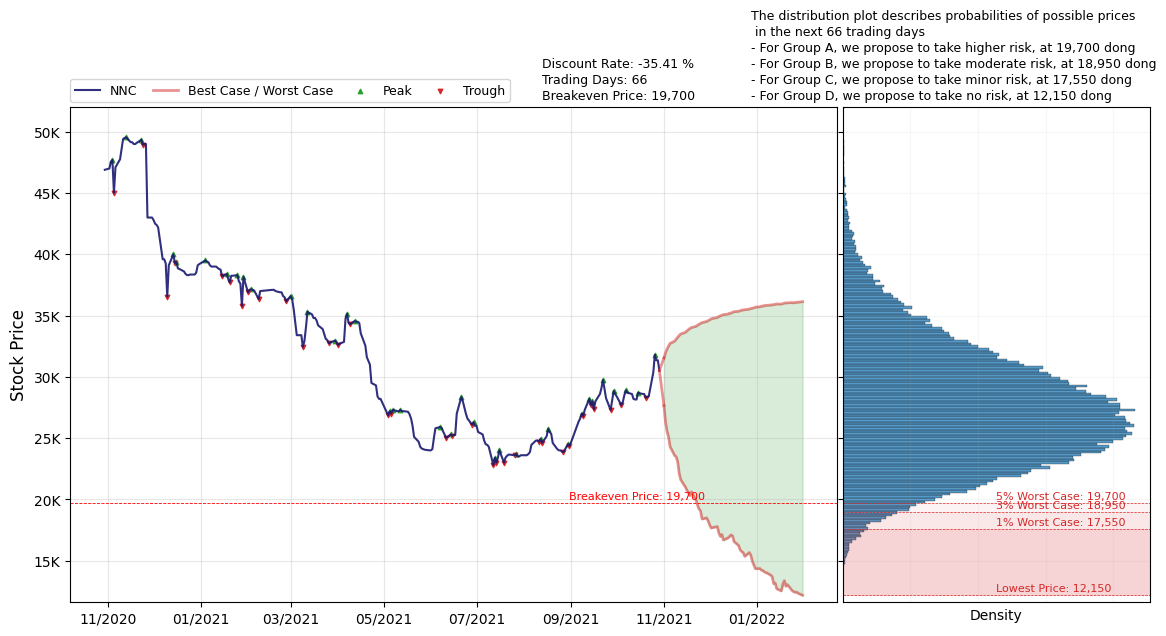 The distribution plot describes probabilities of possible prices
in the next 66 trading days
- For Group A, we propose to take higher risk, at 19,700 dong
- For Group B, we propose to take moderate risk, at 18,950 dong
- For Group C, we propose to take minor risk, at 17,550 dong
- For Group D, we propose to take no risk, at 12,150 dong
Discount Rate: -35.41 %
Trading Days: 66
Breakeven Price: 19,700
NNC Best Case / Worst Case Peak Trough
Stock Price
50K
45K
40K
35K
30K
25K
20K
15K
Breakeven Price: 19,700
11/2020 01/2021 03/2021 05/2021 07/2021 09/2021 11/2021 01/2022
5% Worst Case: 19,700
3% Worst Case: 18,950
1% Worst Case: 17,550
Lowest Price: 12,150
Density